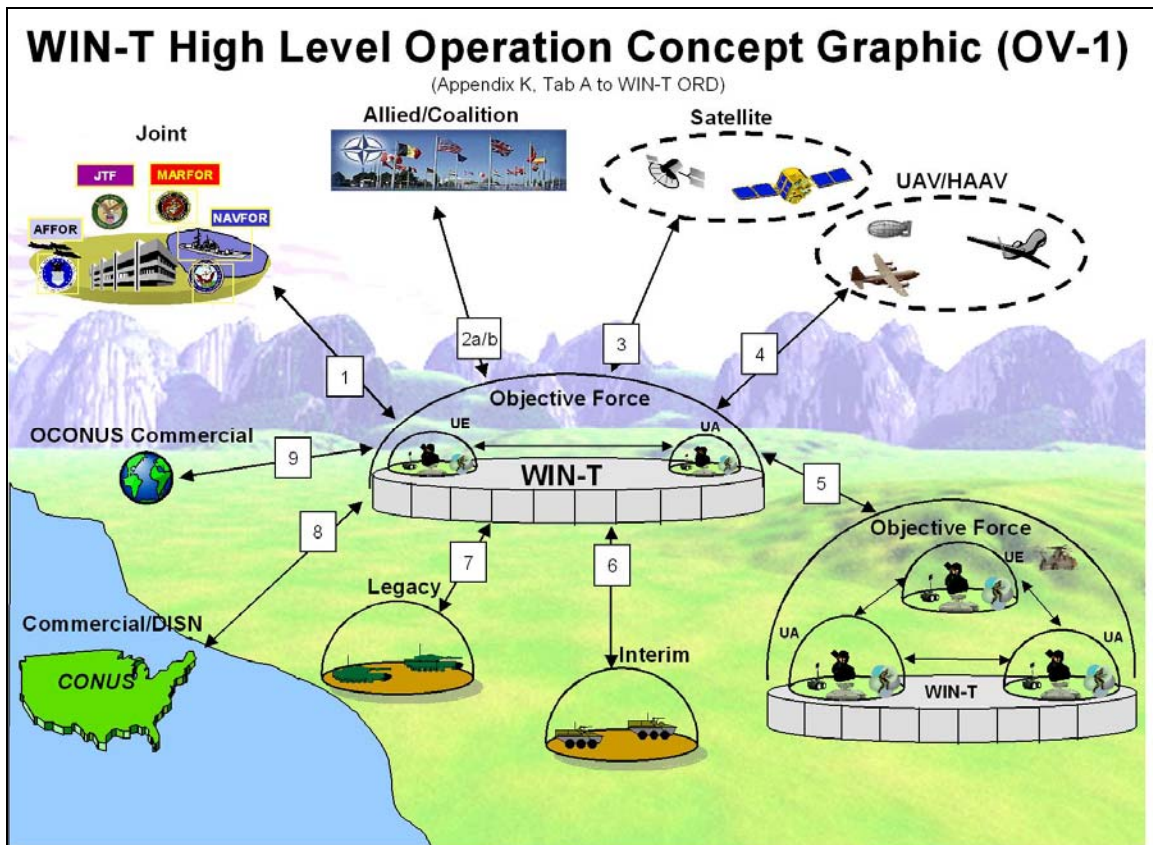 WIN-T High Level Operation Concept Graphic (OV-1)
(Appendix K, Tab A to WIN-T ORD)
Joint
Allied/Coalition
Satellite
UAV/HAAV
JTF
MARFOR
AFFOR
NAVFOR
1
2a/b
3
4
Objective Force
UE
UA
WIN-T
OCONUS Commercial
9
5
8
7
6
Objective Force
UE
UA
UA
WIN-T
Legacy
Interim
Commercial/DISN
CONUS